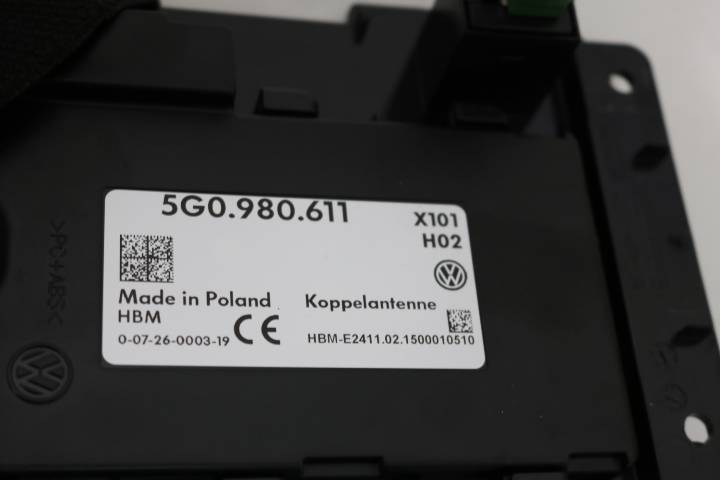 5G0.980.611
X101
H02
Made in Poland
Koppelantenne
HBM
0-07-26-0003-19 CE
HBM-E2411.02.1500010510
>PC+ABS<